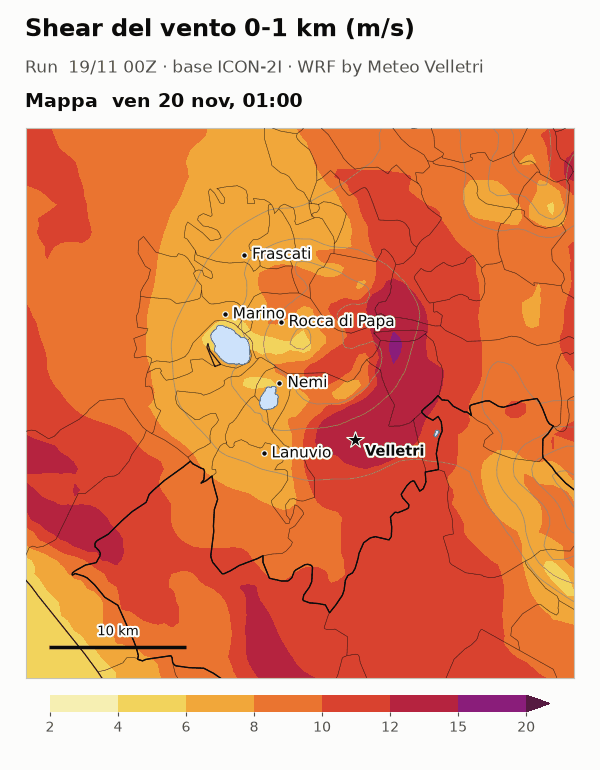 Shear del vento 0-1 km (m/s)
Run 19/11 00Z · base ICON-2I · WRF by Meteo Velletri
Mappa ven 20 nov, 01:00
Frascati
Marino
Rocca di Papa
Nemi
Velletri
Lanuvio
10 km
2 4 6 8 10 12 15 20